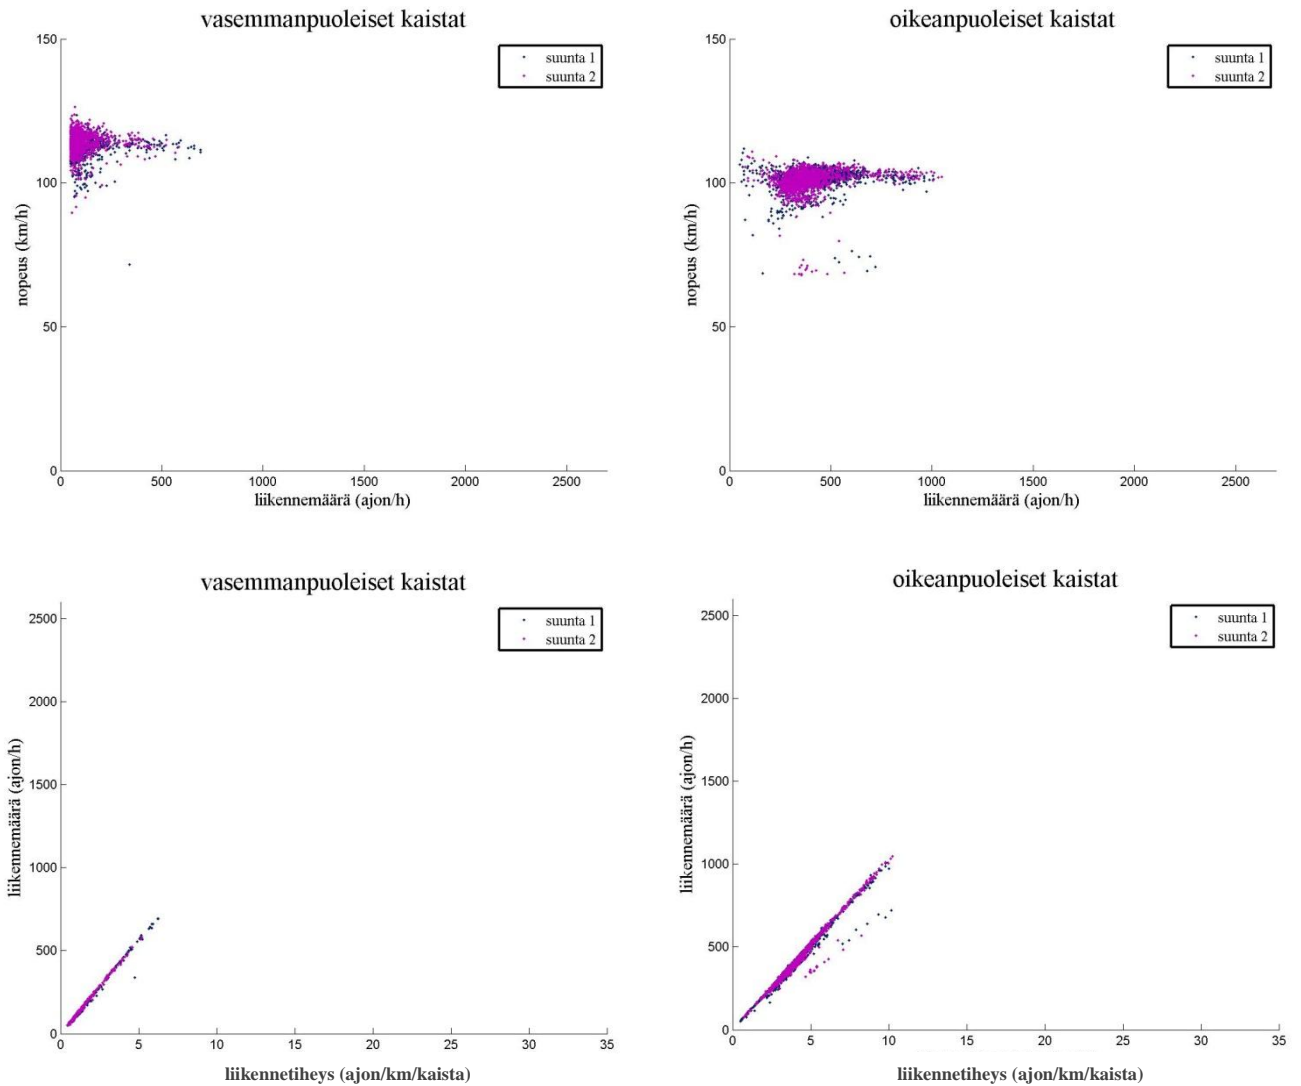 vasemmanpuoleiset kaistat
150
100
50
0
nopeus (km/h)
suunta 1
suunta 2
0 500 1000 1500 2000 2500
liikennemäärä (ajon/h)
oikeanpuoleiset kaistat
150
100
50
0
nopeus (km/h)
suunta 1
suunta 2
0 500 1000 1500 2000 2500
liikennemäärä (ajon/h)
vasemmanpuoleiset kaistat
2500
2000
1500
1000
500
0
liikennemäärä (ajon/h)
suunta 1
suunta 2
0 5 10 15 20 25 30 35
liikennetiheys (ajon/km/kaista)
oikeanpuoleiset kaistat
2500
2000
1500
1000
500
0
liikennemäärä (ajon/h)
suunta 1
suunta 2
0 5 10 15 20 25 30 35
liikennetiheys (ajon/km/kaista)